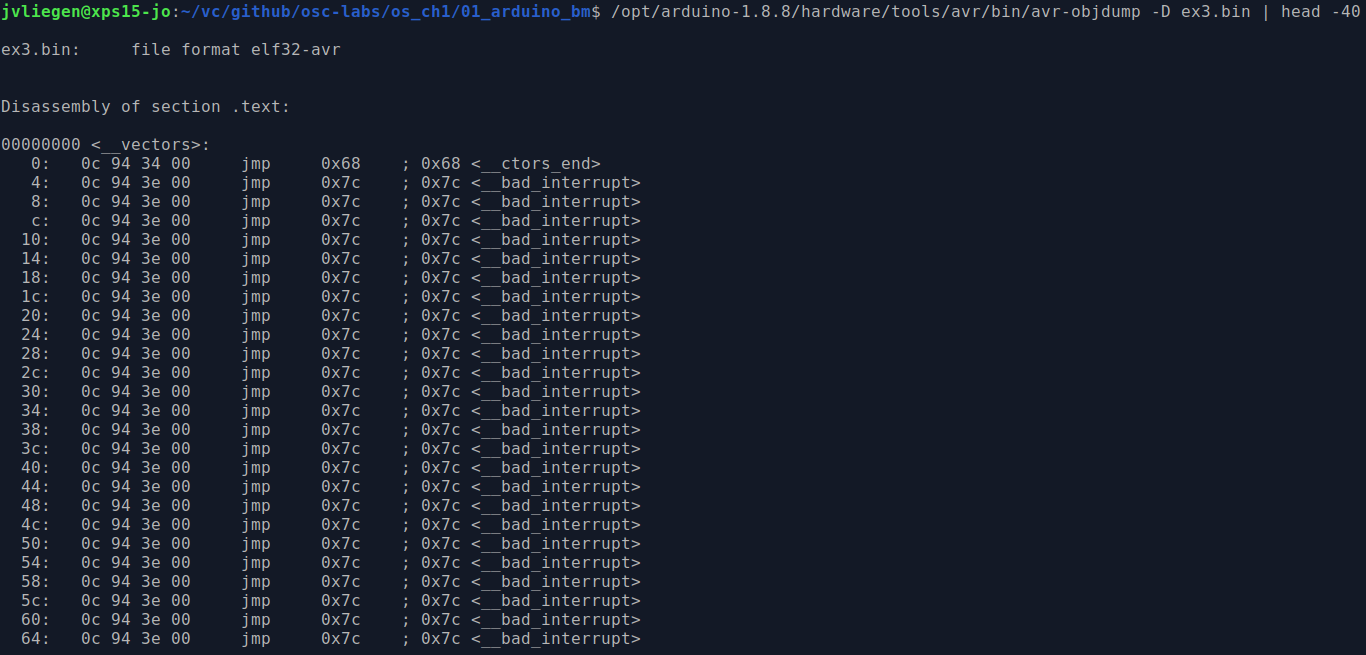 jvliegen@xps15-jo:~/vc/github/osc-labs/os_ch1/01_arduino_bm$ /opt/arduino-1.8.8/hardware/tools/avr/bin/avr-objdump -D ex3.bin | head -40
ex3.bin:     file format elf32-avr
Disassembly of section .text:
00000000 <__vectors>:
   0:   0c 94 34 00     jmp     0x68    ; 0x68 <__ctors_end>
   4:   0c 94 3e 00     jmp     0x7c    ; 0x7c <__bad_interrupt>
   8:   0c 94 3e 00     jmp     0x7c    ; 0x7c <__bad_interrupt>
   c:   0c 94 3e 00     jmp     0x7c    ; 0x7c <__bad_interrupt>
  10:   0c 94 3e 00     jmp     0x7c    ; 0x7c <__bad_interrupt>
  14:   0c 94 3e 00     jmp     0x7c    ; 0x7c <__bad_interrupt>
  18:   0c 94 3e 00     jmp     0x7c    ; 0x7c <__bad_interrupt>
  1c:   0c 94 3e 00     jmp     0x7c    ; 0x7c <__bad_interrupt>
  20:   0c 94 3e 00     jmp     0x7c    ; 0x7c <__bad_interrupt>
  24:   0c 94 3e 00     jmp     0x7c    ; 0x7c <__bad_interrupt>
  28:   0c 94 3e 00     jmp     0x7c    ; 0x7c <__bad_interrupt>
  2c:   0c 94 3e 00     jmp     0x7c    ; 0x7c <__bad_interrupt>
  30:   0c 94 3e 00     jmp     0x7c    ; 0x7c <__bad_interrupt>
  34:   0c 94 3e 00     jmp     0x7c    ; 0x7c <__bad_interrupt>
  38:   0c 94 3e 00     jmp     0x7c    ; 0x7c <__bad_interrupt>
  3c:   0c 94 3e 00     jmp     0x7c    ; 0x7c <__bad_interrupt>
  40:   0c 94 3e 00     jmp     0x7c    ; 0x7c <__bad_interrupt>
  44:   0c 94 3e 00     jmp     0x7c    ; 0x7c <__bad_interrupt>
  48:   0c 94 3e 00     jmp     0x7c    ; 0x7c <__bad_interrupt>
  4c:   0c 94 3e 00     jmp     0x7c    ; 0x7c <__bad_interrupt>
  50:   0c 94 3e 00     jmp     0x7c    ; 0x7c <__bad_interrupt>
  54:   0c 94 3e 00     jmp     0x7c    ; 0x7c <__bad_interrupt>
  58:   0c 94 3e 00     jmp     0x7c    ; 0x7c <__bad_interrupt>
  5c:   0c 94 3e 00     jmp     0x7c    ; 0x7c <__bad_interrupt>
  60:   0c 94 3e 00     jmp     0x7c    ; 0x7c <__bad_interrupt>
  64:   0c 94 3e 00     jmp     0x7c    ; 0x7c <__bad_interrupt>